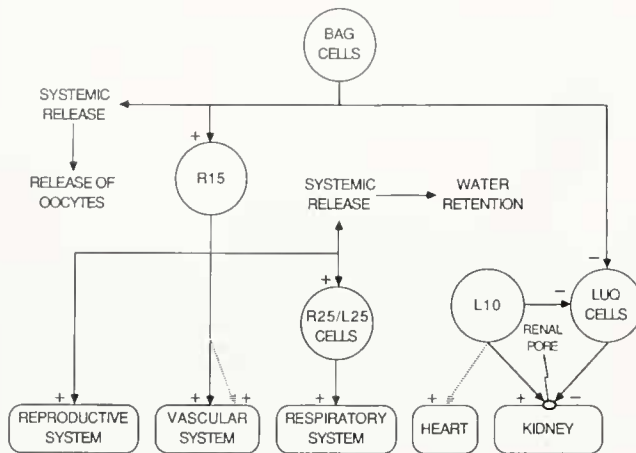 BAG
CELLS
SYSTEMIC
RELEASE
+
R15
RELEASE OF
OOCYTES
SYSTEMIC
RELEASE
WATER
RETENTION
+
R25/L25
CELLS
−
L10
−
LUQ
CELLS
RENAL
PORE
+
+
+
+
+
+
−
REPRODUCTIVE
SYSTEM
VASCULAR
SYSTEM
RESPIRATORY
SYSTEM
HEART
KIDNEY